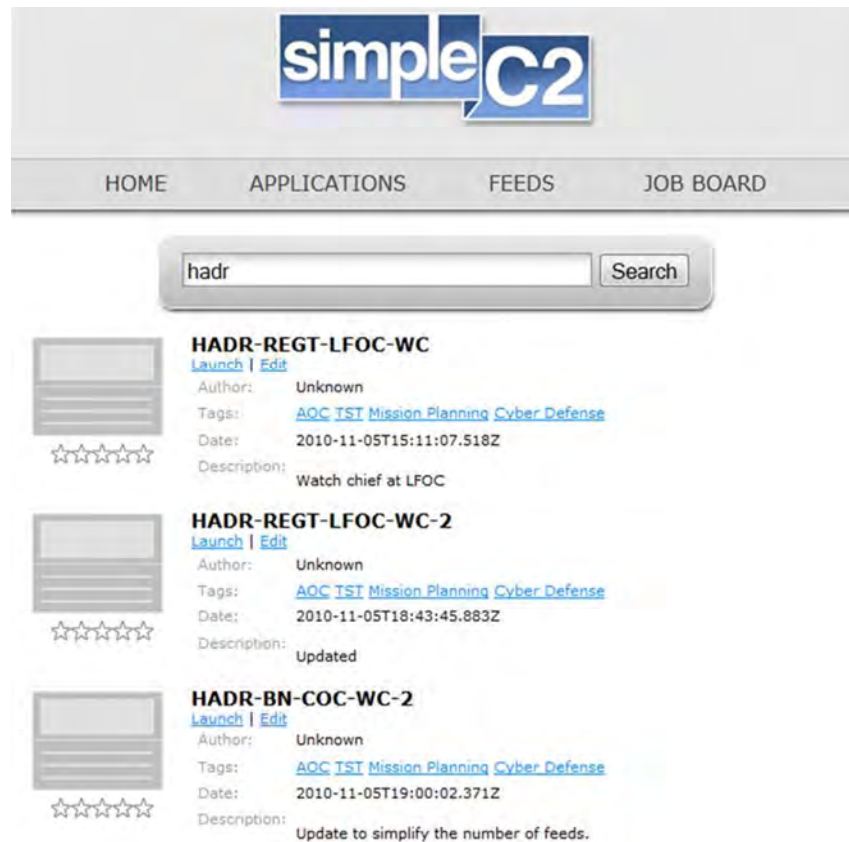 simple C2
HOME APPLICATIONS FEEDS JOB BOARD
hadr Search
HADR-REGT-LFOC-WC
Launch | Edit
Author: Unknown
Tags: AOC TST Mission Planning Cyber Defense
Date: 2010-11-05T15:11:07.518Z
Description:
Watch chief at LFOC
HADR-REGT-LFOC-WC-2
Launch | Edit
Author: Unknown
Tags: AOC TST Mission Planning Cyber Defense
Date: 2010-11-05T18:43:45.883Z
Description:
Updated
HADR-BN-COC-WC-2
Launch | Edit
Author: Unknown
Tags: AOC TST Mission Planning Cyber Defense
Date: 2010-11-05T19:00:02.371Z
Description:
Update to simplify the number of feeds.